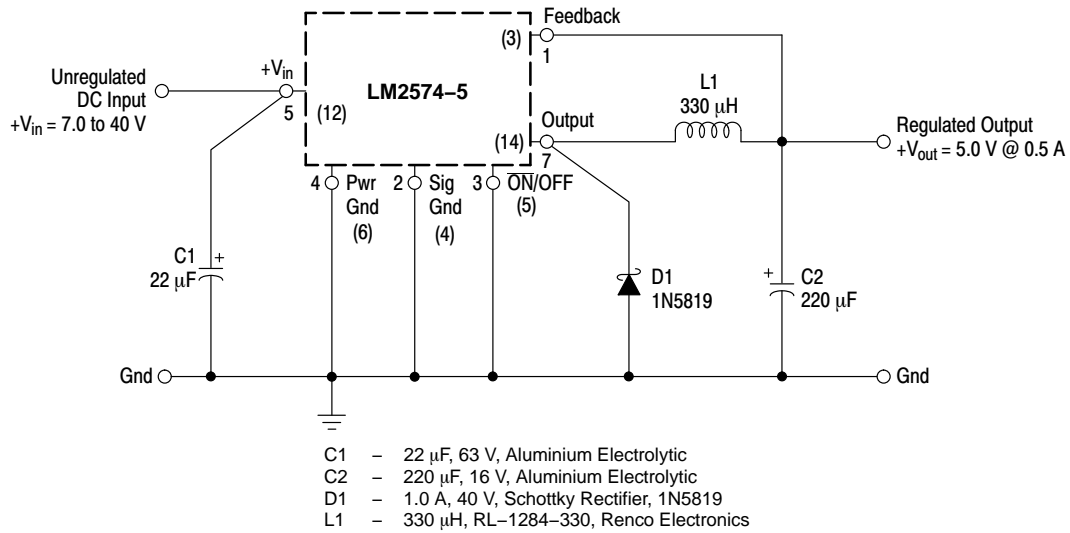 Feedback
(3)
1
Unregulated
DC Input
+Vin = 7.0 to 40 V
+Vin
5
(12)
LM2574–5
L1
330 μH
Output
(14)
7
Regulated Output
+Vout = 5.0 V @ 0.5 A
4 Pwr
Gnd
(6)
2 Sig
Gnd
(4)
3 ON/OFF
(5)
C1
22 μF
+
D1
1N5819
+
C2
220 μF
Gnd
Gnd
C1 – 22 μF, 63 V, Aluminium Electrolytic
C2 – 220 μF, 16 V, Aluminium Electrolytic
D1 – 1.0 A, 40 V, Schottky Rectifier, 1N5819
L1 – 330 μH, RL–1284–330, Renco Electronics